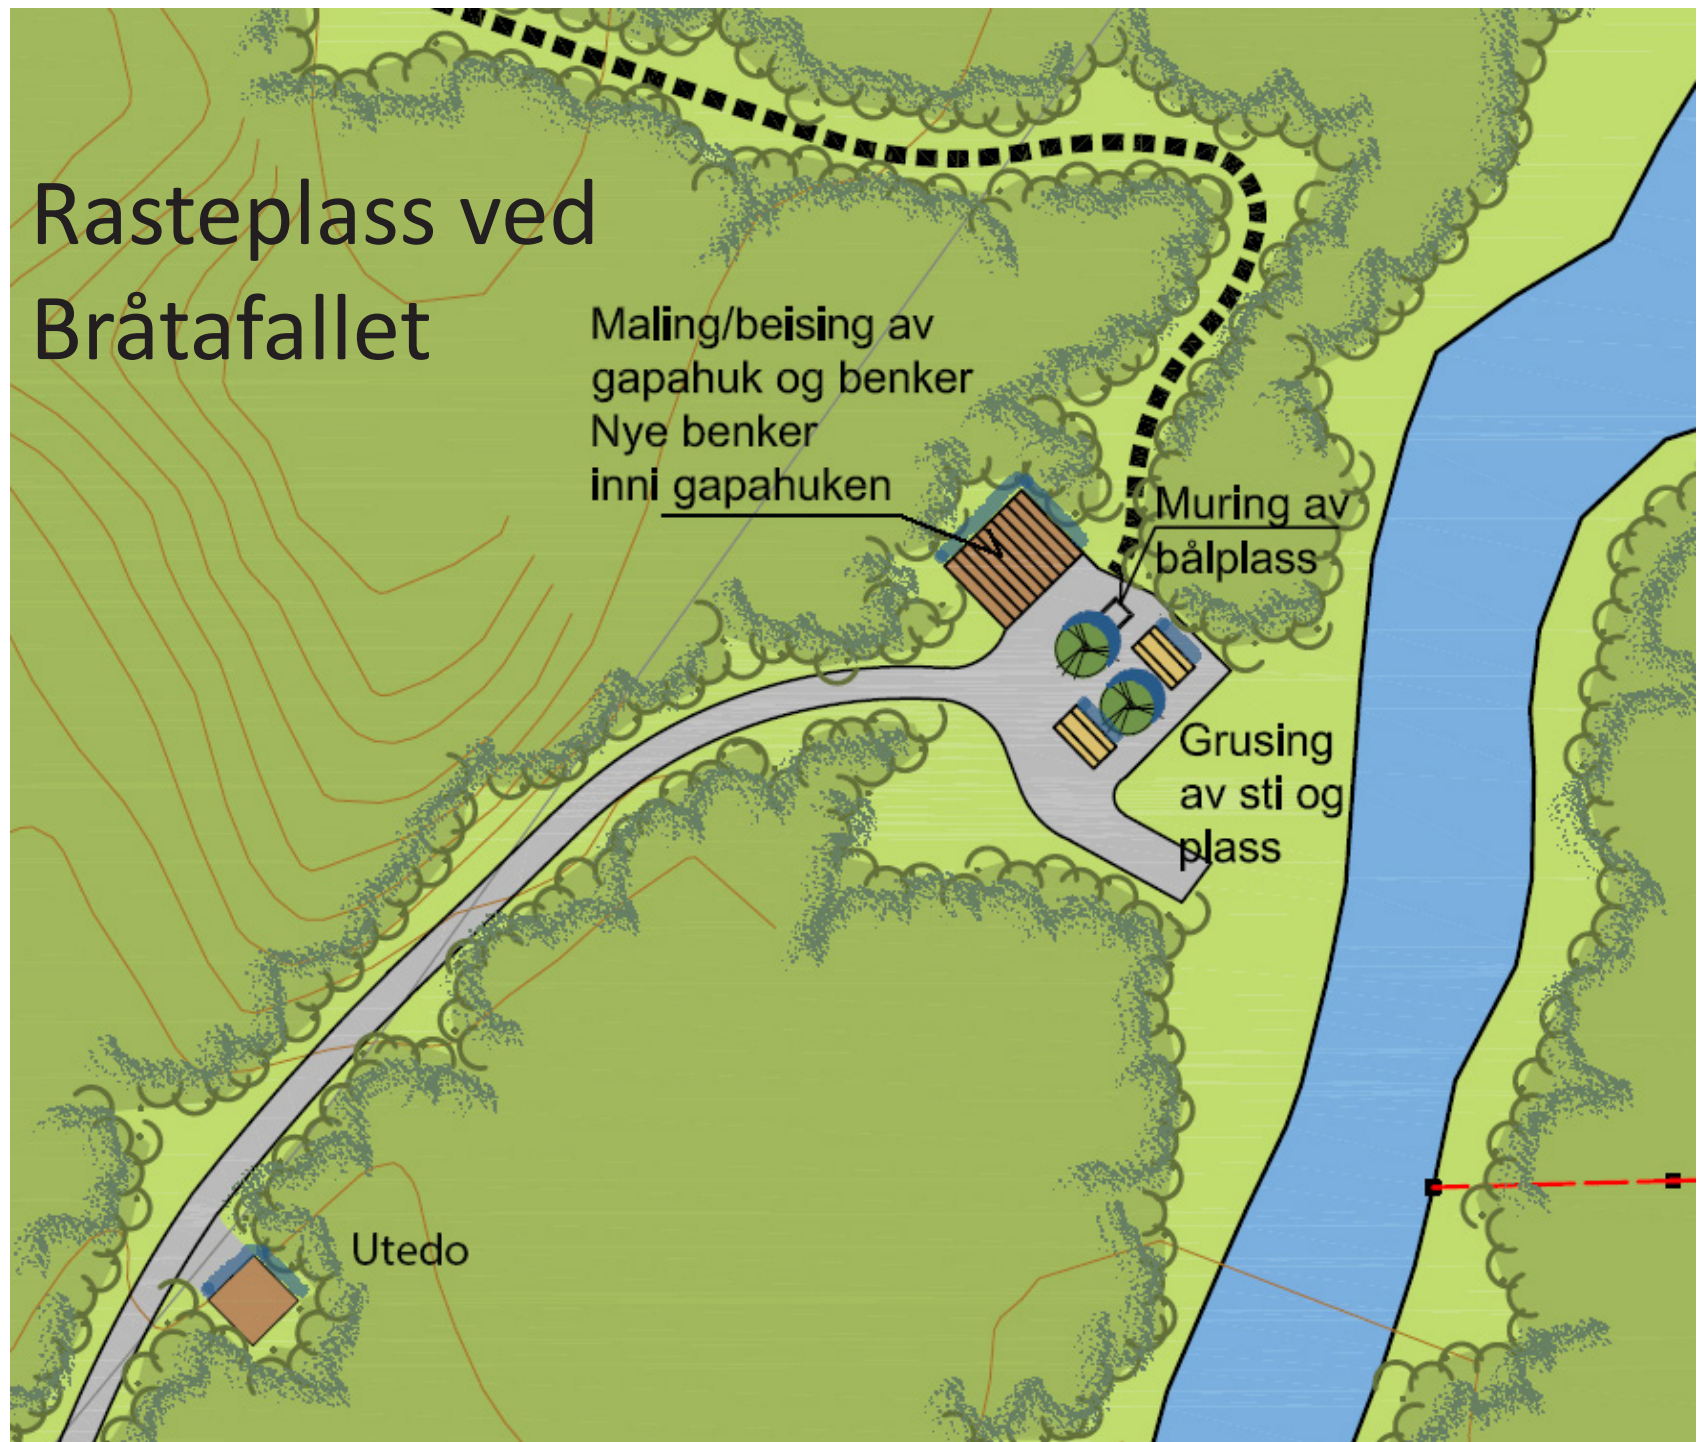 Rasteplass ved
Bråtafallet
Maling/beising av
gapahuk og benker
Nye benker
inni gapahuken
Muring av
bålplass
Grusing
av sti og
plass
Utedo